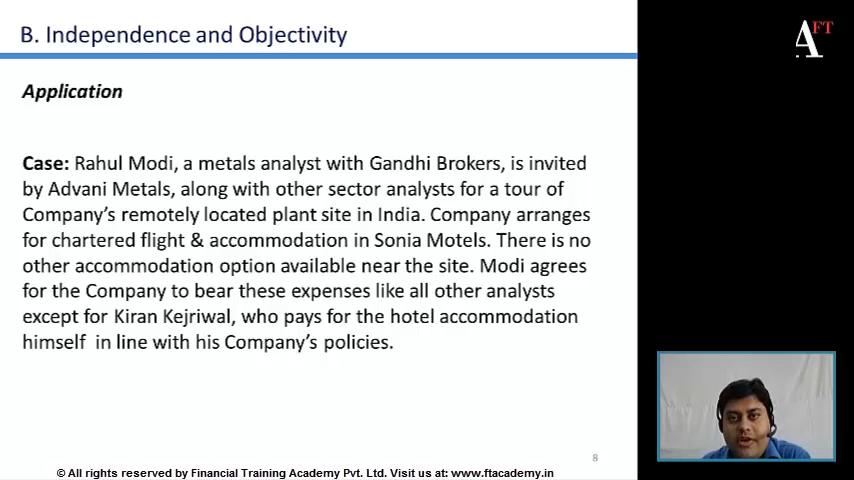 B. Independence and Objectivity
AFT
Application
Case: Rahul Modi, a metals analyst with Gandhi Brokers, is invited
by Advani Metals, along with other sector analysts for a tour of
Company's remotely located plant site in India. Company arranges
for chartered flight & accommodation in Sonia Motels. There is no
other accommodation option available near the site. Modi agrees
for the Company to bear these expenses like all other analysts
except for Kiran Kejriwal, who pays for the hotel accommodation
himself in line with his Company's policies.
8
© All rights reserved by Financial Training Academy Pvt. Ltd. Visit us at: www.ftacademy.in